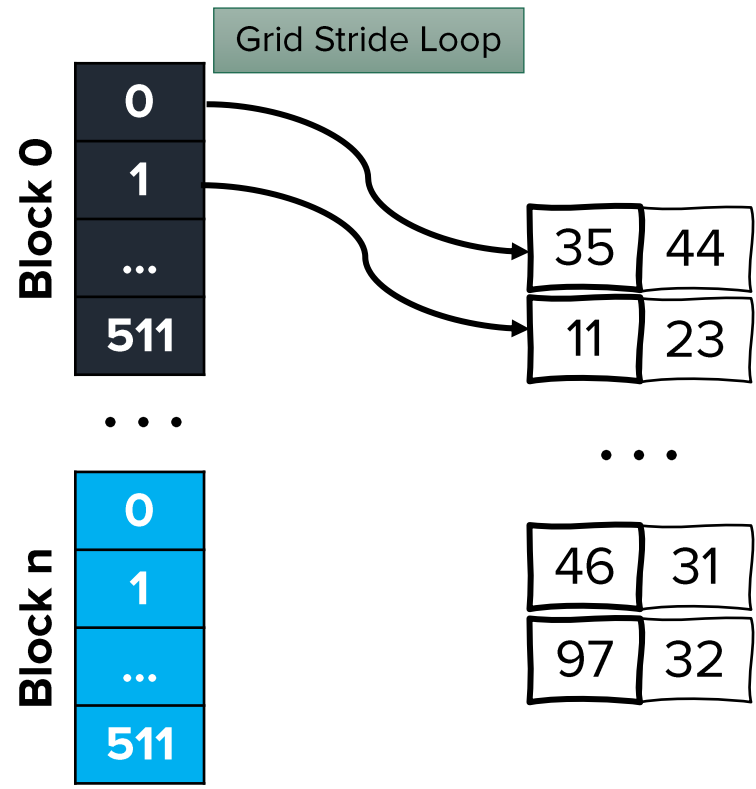 Grid Stride Loop
Block 0
0
1
...
511
35 44
11 23
. . .
. . .
Block n
0
1
...
511
46 31
97 32